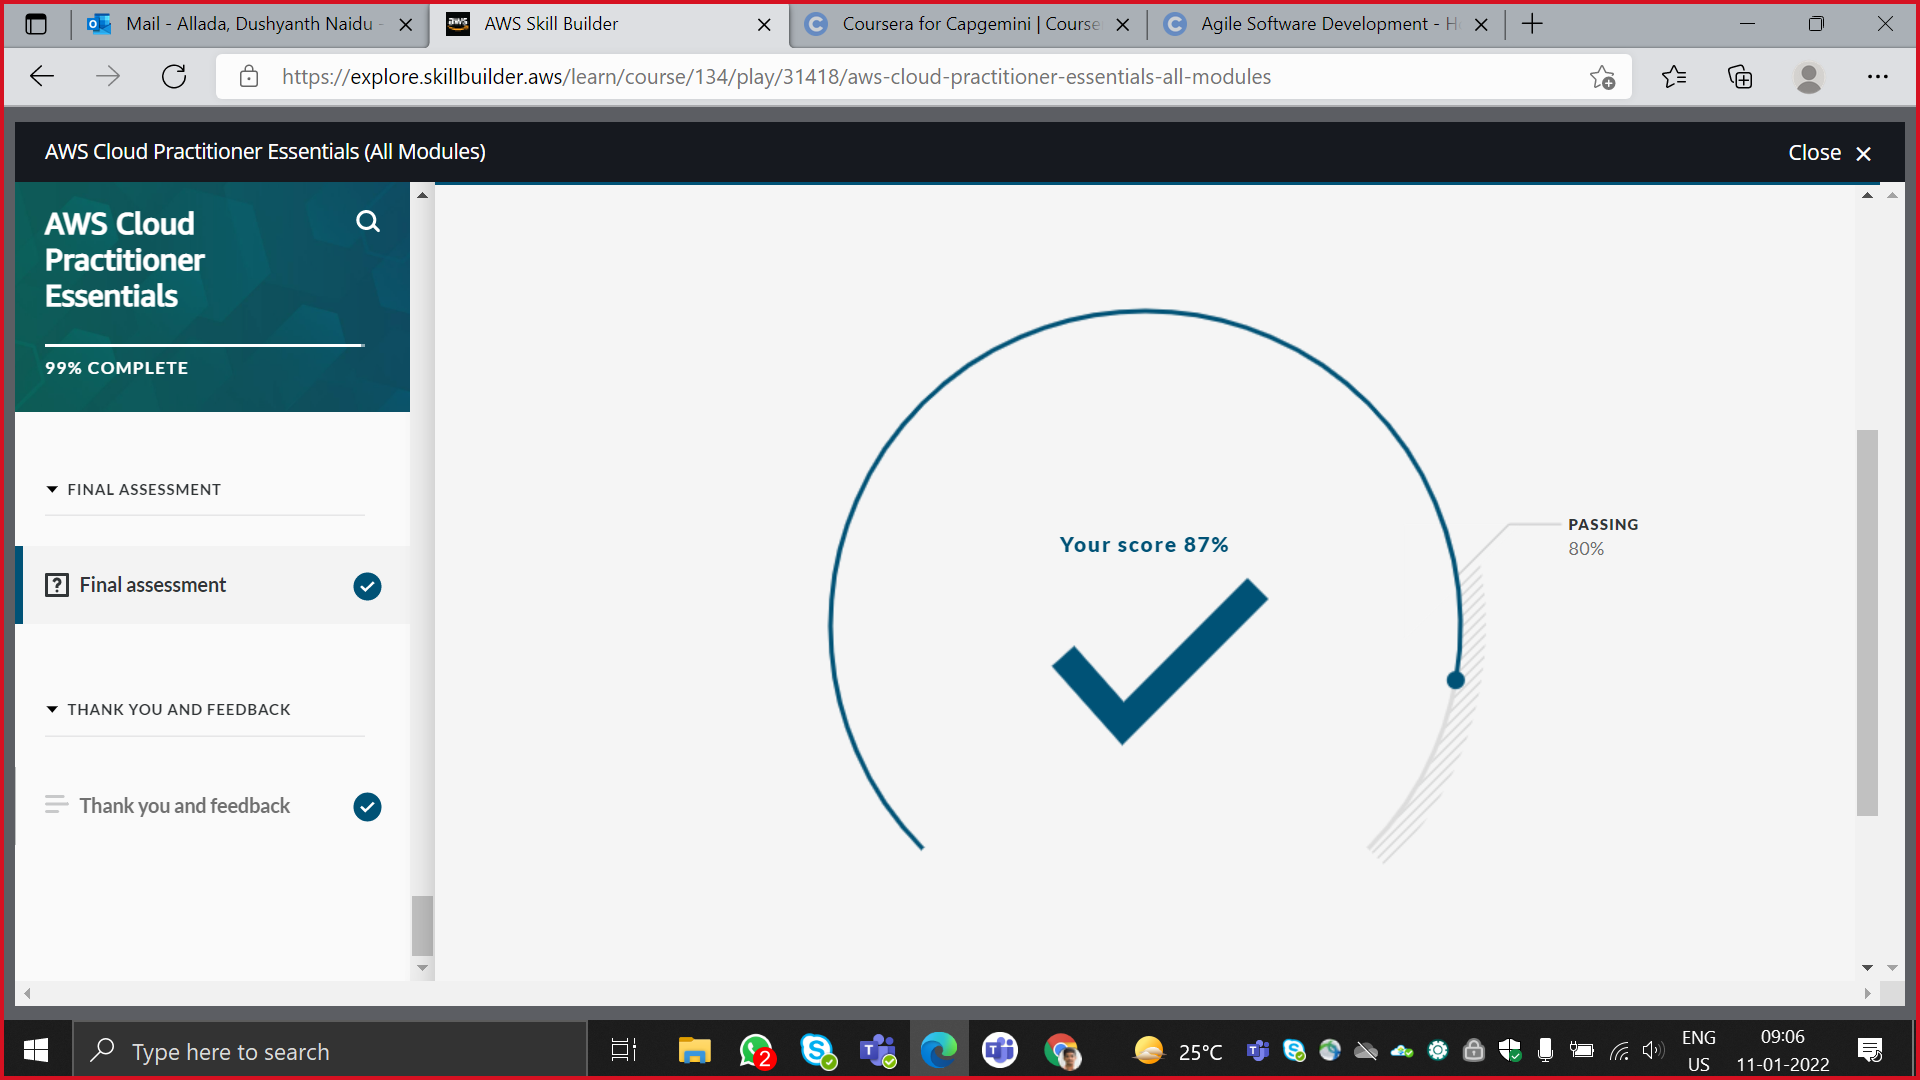 Mail - Allada, Dushyanth Naidu -
AWS Skill Builder
Coursera for Capgemini | Course
Agile Software Development - H
https://explore.skillbuilder.aws/learn/course/134/play/31418/aws-cloud-practitioner-essentials-all-modules
AWS Cloud Practitioner Essentials (All Modules)
Close
AWS Cloud
Practitioner
Essentials
99% COMPLETE
FINAL ASSESSMENT
Final assessment
THANK YOU AND FEEDBACK
Thank you and feedback
Your score 87%
PASSING
80%
Type here to search
2
25°C
ENG
US
09:06
11-01-2022